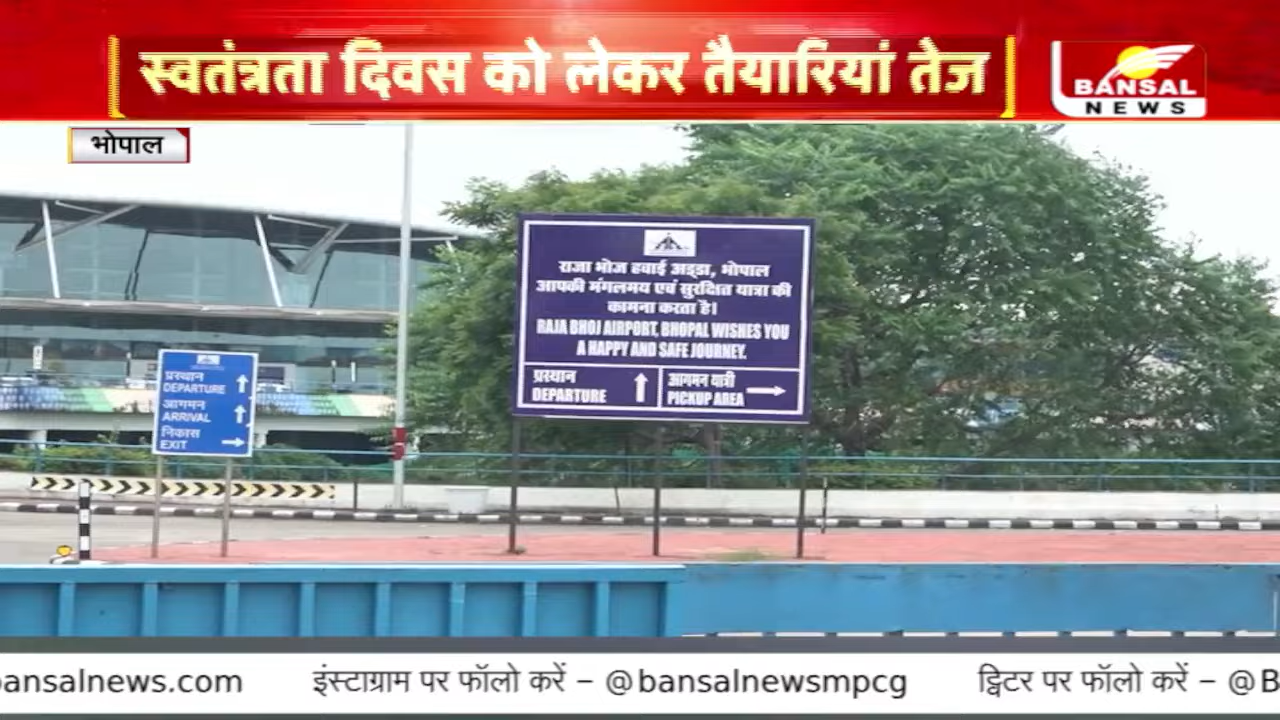 स्वतंत्रता दिवस को लेकर तैयारियां तेज
BANSAL
NEWS
भोपाल
राजा भोज हवाई अड्डा, भोपाल
आपकी मंगलमय एवं सुरक्षित यात्रा की
कामना करता है।
RAJA BHOJ AIRPORT, BHOPAL WISHES YOU
A HAPPY AND SAFE JOURNEY.
प्रस्थान
DEPARTURE
आगमन यात्री
PICKUP AREA
प्रस्थान
DEPARTURE
आगमन
ARRIVAL
निकास
EXIT
ansalnews.com इंस्टाग्राम पर फॉलो करें – @bansalnewsmpcg ट्विटर पर फॉलो करें – @B